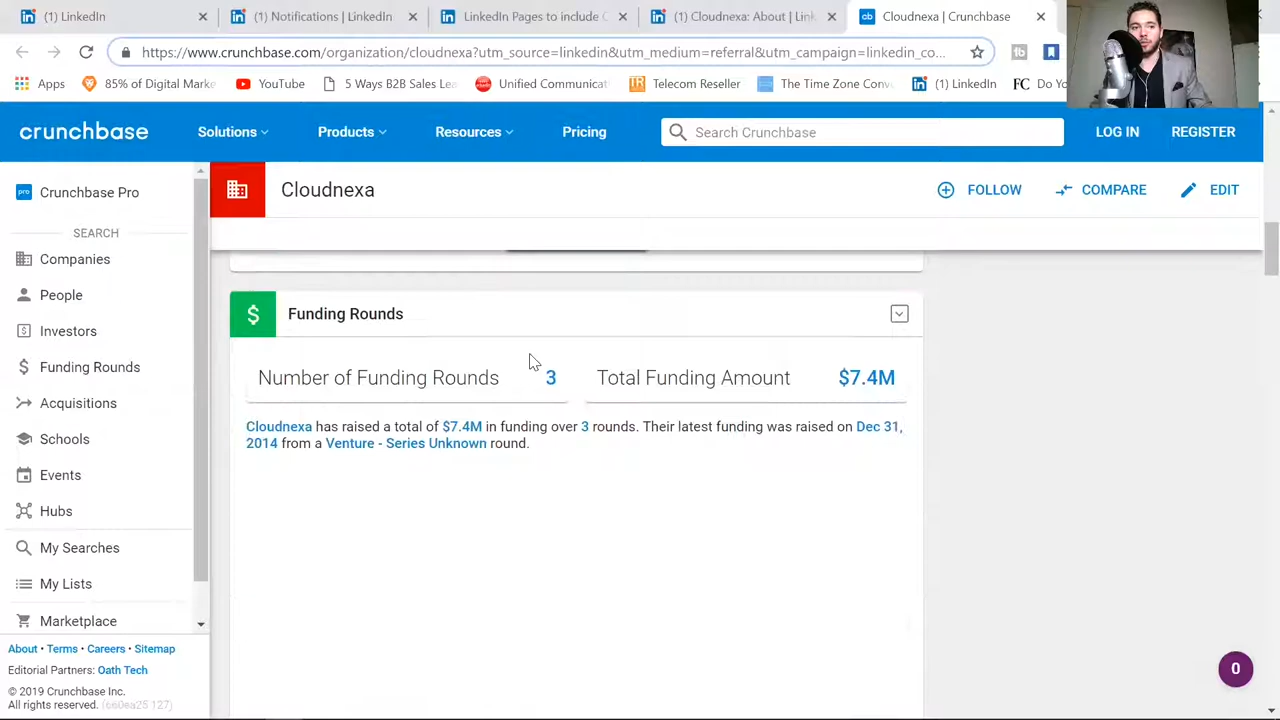 (1) LinkedIn
(1) Notifications | LinkedIn
LinkedIn Pages to include C
(1) Cloudnexa: About | Link
cb
Cloudnexa | Crunchbase
https://www.crunchbase.com/organization/cloudnexa?utm_source=linkedin&utm_medium=referral&utm_campaign=linkedin_co...
Apps
85% of Digital Marke
YouTube
5 Ways B2B Sales Lea
Unified Communicat
TR
Telecom Reseller
The Time Zone Conv
(1) LinkedIn
FC
Do Yo
crunchbase
Solutions
Products
Resources
Pricing
Search Crunchbase
LOG IN
REGISTER
pro
Crunchbase Pro
SEARCH
Companies
People
Investors
Funding Rounds
Acquisitions
Schools
Events
Hubs
My Searches
My Lists
Marketplace
About • Terms • Careers • Sitemap
Editorial Partners: Oath Tech
© 2019 Crunchbase Inc.
All rights reserved.
Cloudnexa
FOLLOW
COMPARE
EDIT
$
Funding Rounds
Number of Funding Rounds 3
Total Funding Amount $7.4M
Cloudnexa has raised a total of $7.4M in funding over 3 rounds. Their latest funding was raised on Dec 31,
2014 from a Venture - Series Unknown round.
0